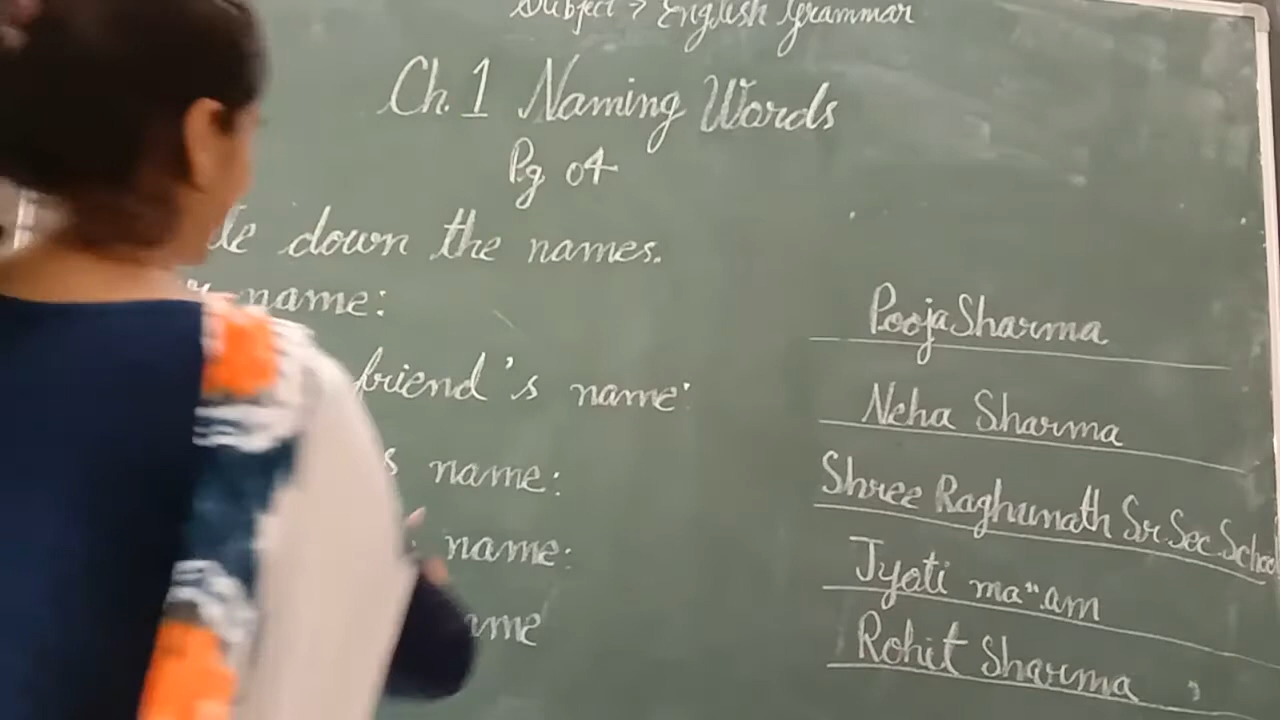 Subject → English Grammar
Ch. 1 Naming Words
Pg 04
down the names.
name: Pooja Sharma
friend's name: Neha Sharma
name: Shree Raghunath Sr. Sec. School
name: Jyoti ma".am
Rohit Sharma